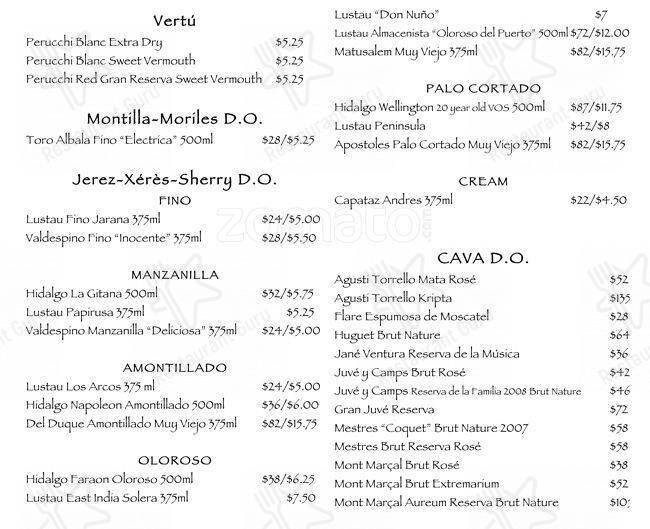 Vertú
Perucchi Blanc Extra Dry $5.25
Perucchi Blanc Sweet Vermouth $5.25
Perucchi Red Gran Reserva Sweet Vermouth $5.25
Montilla-Moriles D.O.
Toro Albala Fino “Electrica” 500ml $28/$5.25
Jerez-Xérès-Sherry D.O.
FINO
Lustau Fino Jarana 375ml $24/$5.00
Valdespino Fino “Inocente” 375ml $28/$5.50
MANZANILLA
Hidalgo La Gitana 500ml $32/$5.75
Lustau Papirusa 375ml $5.25
Valdespino Manzanilla “Deliciosa” 375ml $24/$5.00
AMONTILLADO
Lustau Los Arcos 375 ml $24/$5.00
Hidalgo Napoleon Amontillado 500ml $36/$6.00
Del Duque Amontillado Muy Viejo 375ml $82/$15.75
OLOROSO
Hidalgo Faraon Oloroso 500ml $38/$6.25
Lustau East India Solera 375ml $7.50
Lustau “Don Nuño” $7
Lustau Almacenista “Oloroso del Puerto” 500ml $72/$12.00
Matusalem Muy Viejo 375ml $82/$15.75
PALO CORTADO
Hidalgo Wellington 20 year old VOS 500ml $87/$11.75
Lustau Peninsula $42/$8
Apostoles Palo Cortado Muy Viejo 375ml $82/$15.75
CREAM
Capataz Andres 375ml $22/$4.50
CAVA D.O.
Agusti Torrello Mata Rosé $52
Agusti Torrello Kripta $135
Flare Espumosa de Moscatel $28
Huguet Brut Nature $64
Jané Ventura Reserva de la Música $36
Juvé y Camps Brut Rosé $42
Juvé y Camps Reserva de la Familia 2008 Brut Nature $46
Gran Juvé Reserva $72
Mestres “Coquet” Brut Nature 2007 $58
Mestres Brut Reserva Rosé $58
Mont Marçal Brut Rosé $38
Mont Marçal Brut Extremarium $52
Mont Marçal Aureum Reserva Brut Nature
zomato.com